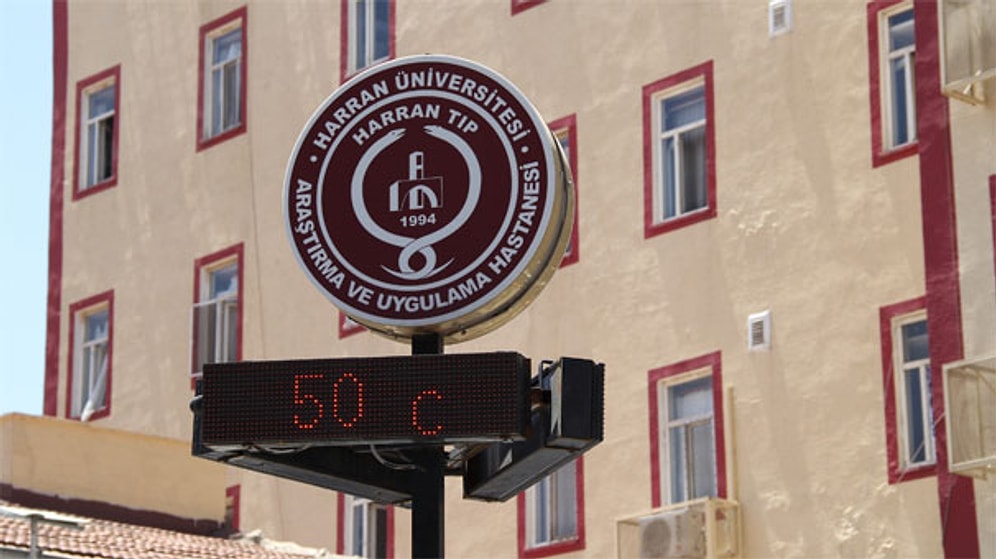 • HARRAN ÜNİVERSİTESİ •
HARRAN TIP
1994
ARAŞTIRMA VE UYGULAMA HASTANESİ
50 C